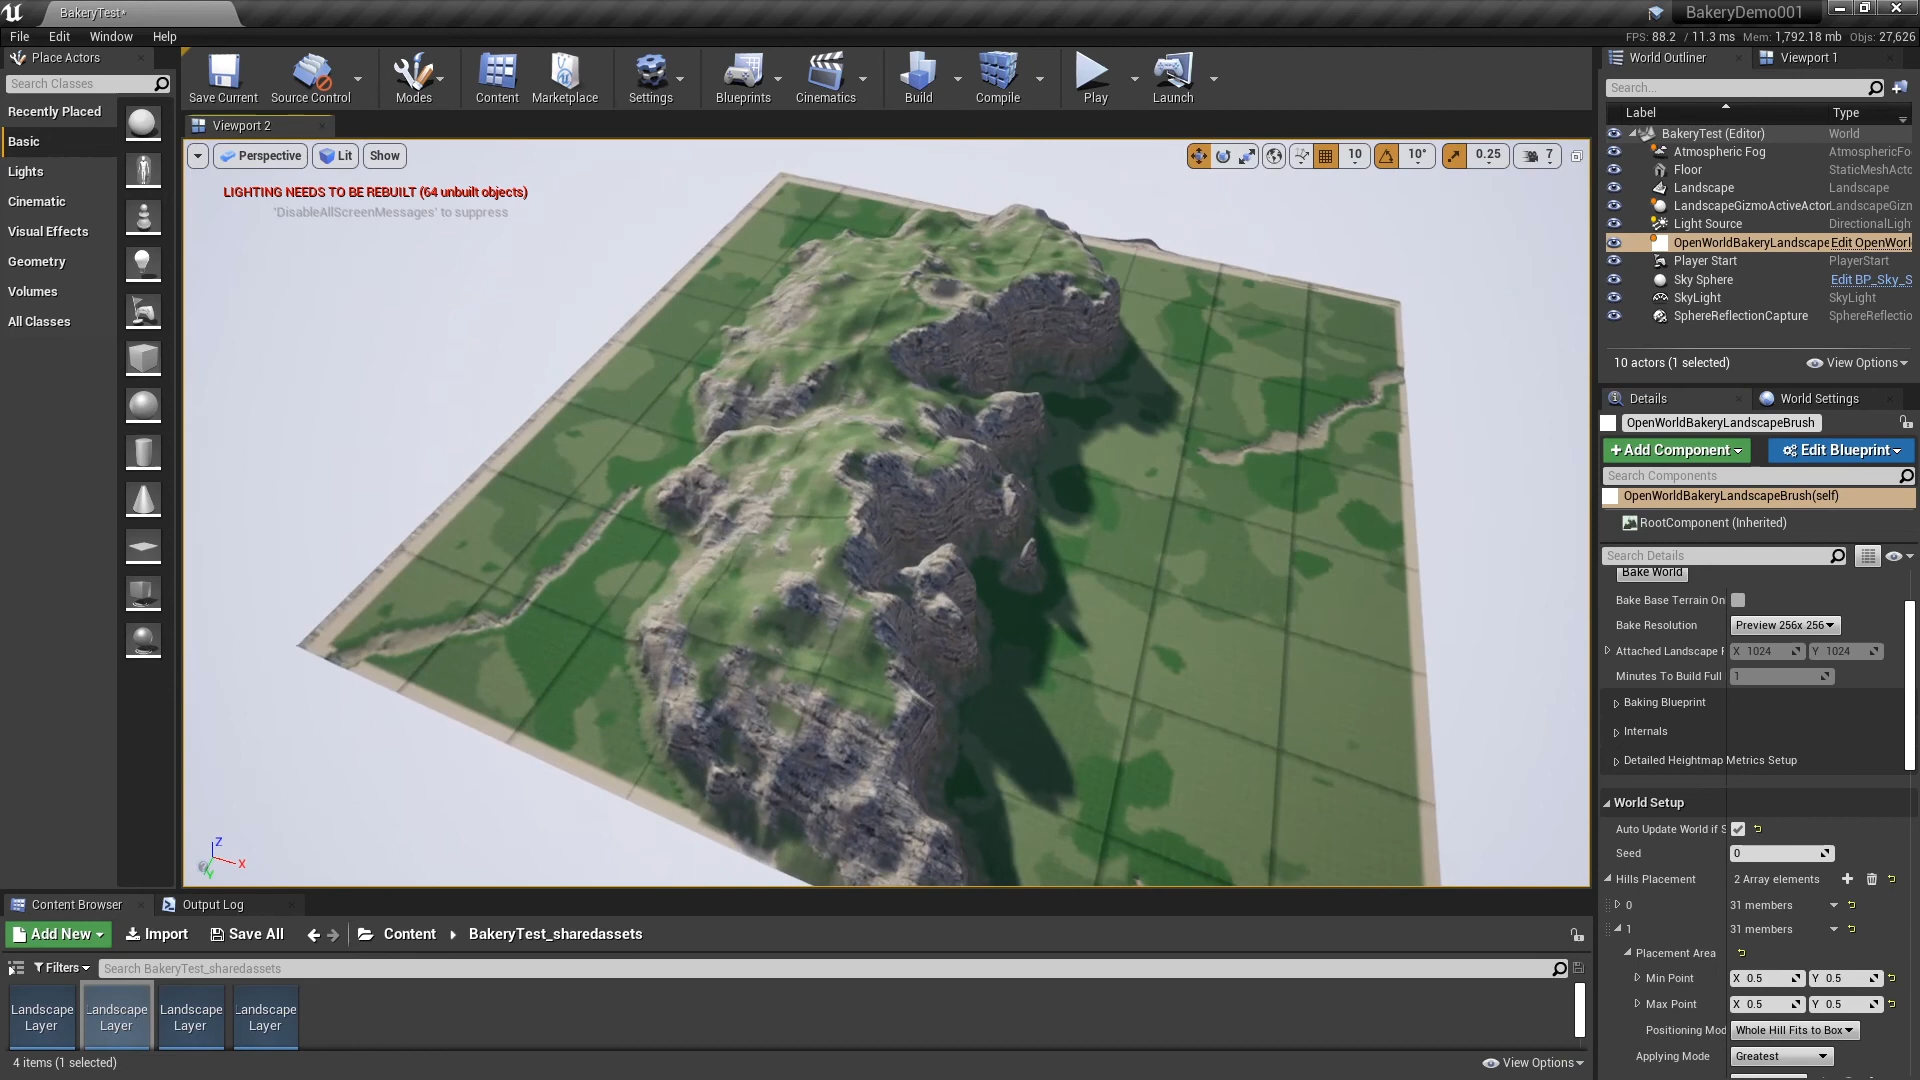 BakeryTest*
BakeryDemo001
File Edit Window Help
FPS: 88.2 / 11.3 ms Mem: 1,792.18 mb Objs: 27,626
Place Actors
Search Classes
Recently Placed
Basic
Lights
Cinematic
Visual Effects
Geometry
Volumes
All Classes
Save Current
Source Control
Modes
Content
Marketplace
Settings
Blueprints
Cinematics
Build
Compile
Play
Launch
Viewport 2
Perspective
Lit
Show
10
10°
0.25
7
LIGHTING NEEDS TO BE REBUILT (64 unbuilt objects)
'DisableAllScreenMessages' to suppress
Z
X
Y
World Outliner
Viewport 1
Search...
Label Type
BakeryTest (Editor) World
Atmospheric Fog AtmosphericFo
Floor StaticMeshActo
Landscape Landscape
LandscapeGizmoActiveActor LandscapeGizm
Light Source DirectionalLight
OpenWorldBakeryLandscape Edit OpenWorl
Player Start PlayerStart
Sky Sphere Edit BP_Sky_S
SkyLight SkyLight
SphereReflectionCapture SphereReflectio
10 actors (1 selected)
View Options
Details
World Settings
OpenWorldBakeryLandscapeBrush
+ Add Component
Edit Blueprint
Search Components
OpenWorldBakeryLandscapeBrush(self)
RootComponent (Inherited)
Search Details
Bake World
Bake Base Terrain On
Bake Resolution Preview 256x 256
Attached Landscape X 1024 Y 1024
Minutes To Build Full 1
Baking Blueprint
Internals
Detailed Heightmap Metrics Setup
World Setup
Auto Update World if S
Seed 0
Hills Placement 2 Array elements
0 31 members
1 31 members
Placement Area
Min Point X 0.5 Y 0.5
Max Point X 0.5 Y 0.5
Positioning Mod Whole Hill Fits to Box
Applying Mode Greatest
Content Browser
Output Log
Add New
Import
Save All
Content
BakeryTest_sharedassets
Filters
Search BakeryTest_sharedassets
Landscape Layer
Landscape Layer
Landscape Layer
Landscape Layer
4 items (1 selected)
View Options